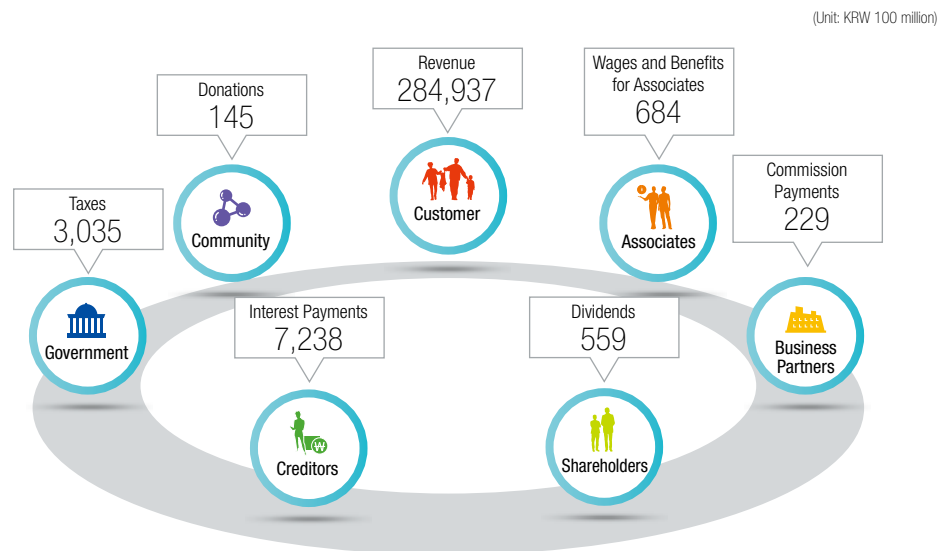 (Unit: KRW 100 million)
Revenue
284,937
Customer
Wages and Benefits
for Associates
684
Associates
Donations
145
Community
Commission
Payments
229
Business
Partners
Taxes
3,035
Government
Interest Payments
7,238
₩
Creditors
Dividends
559
Shareholders